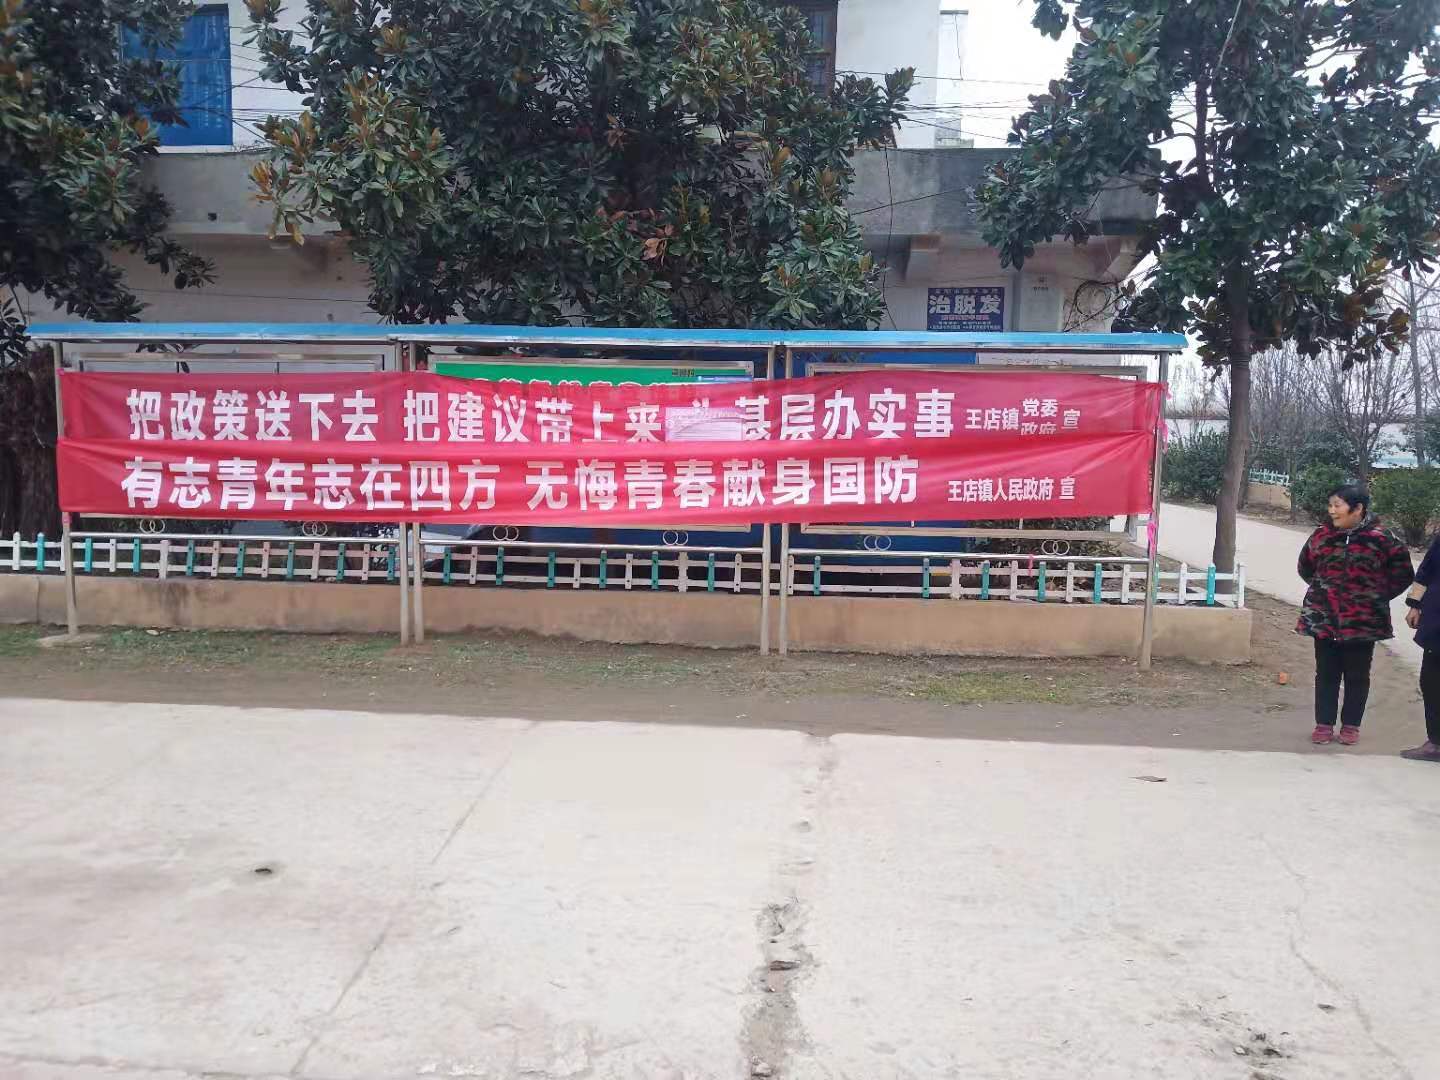 治脱发
把政策送下去 把建议带上来 基层办实事 王店镇 党委 政府 宣
有志青年志在四方 无悔青春献身国防 王店镇人民政府 宣